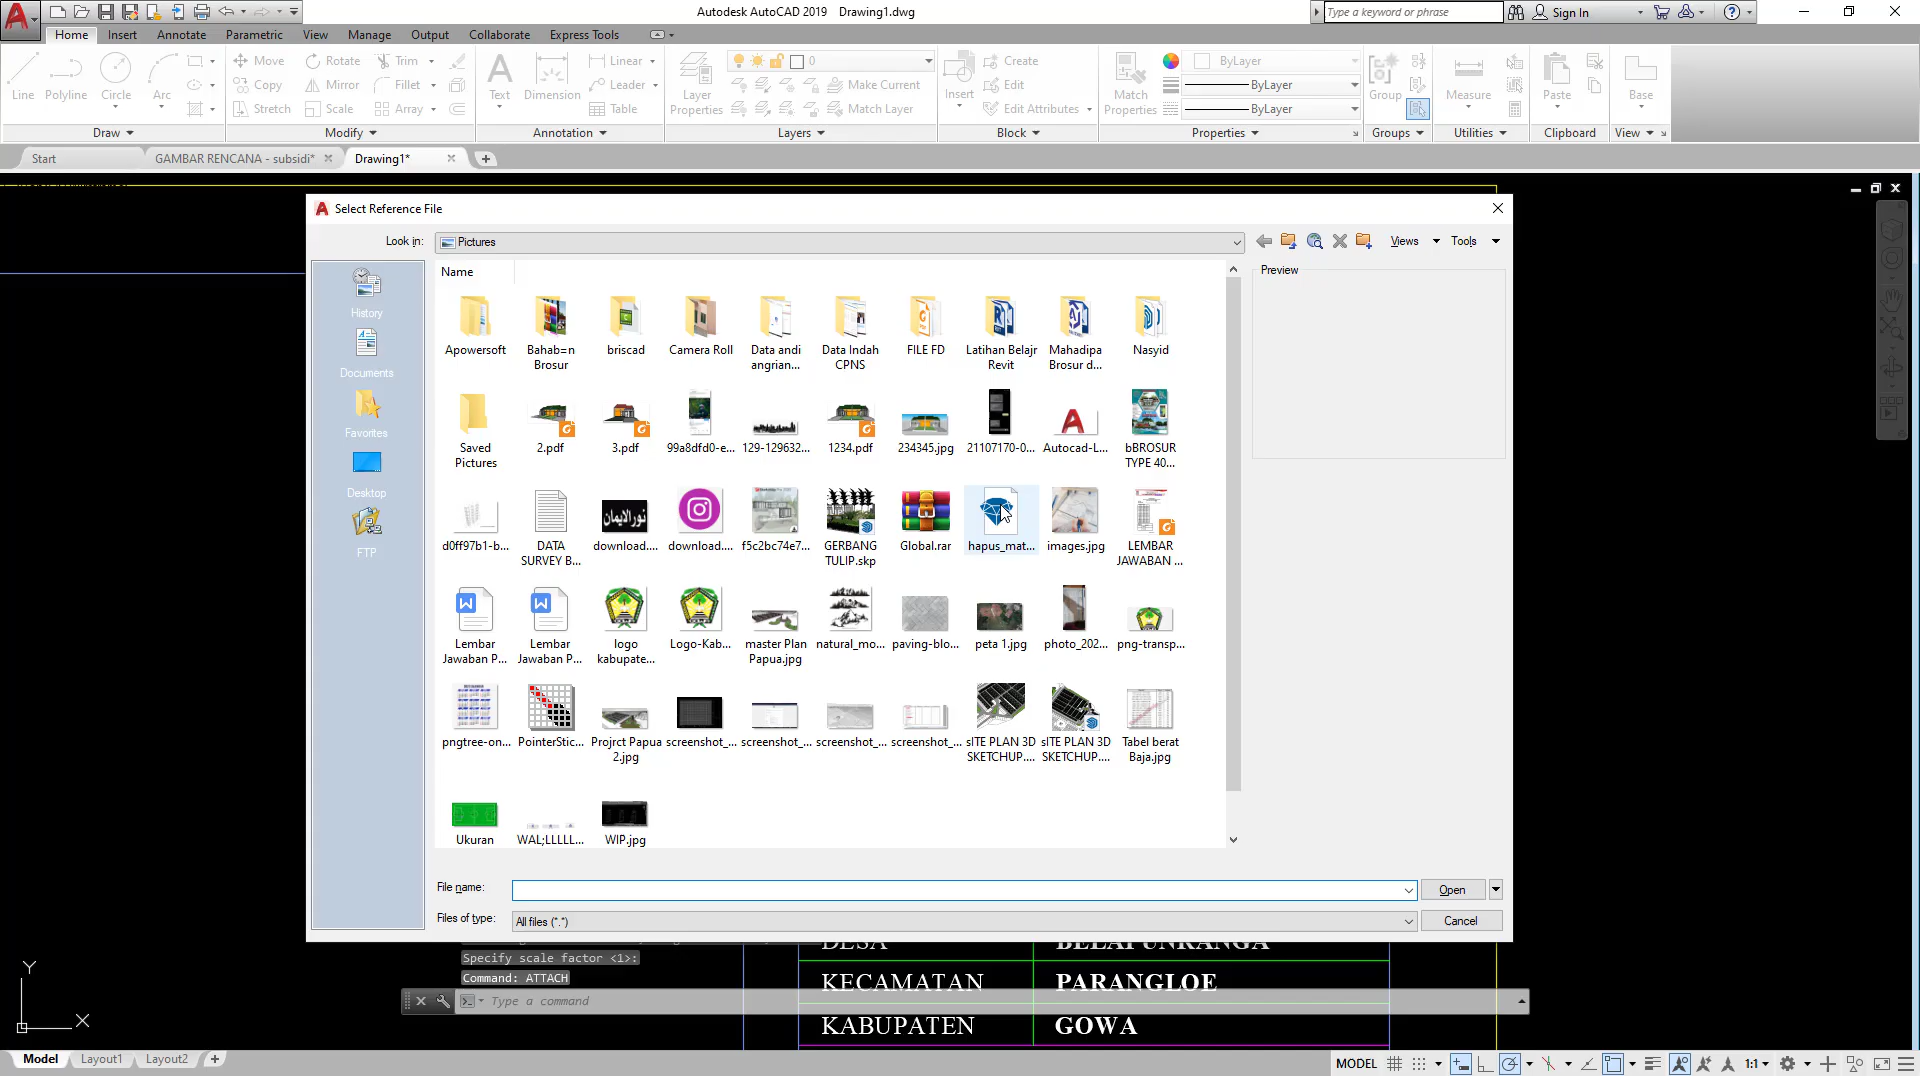 Autodesk AutoCAD 2019 Drawing1.dwg
Type a keyword or phrase
Sign In
Home Insert Annotate Parametric View Manage Output Collaborate Express Tools
Line Polyline Circle Arc
Move Rotate Trim
Copy Mirror Fillet
Stretch Scale Array
Text Dimension
Linear
Leader
Table
Layer Properties
0
Make Current
Match Layer
Insert
Create
Edit
Edit Attributes
Match Properties
ByLayer
ByLayer
ByLayer
Group
Measure
Paste
Base
Draw Modify Annotation Layers Block Properties Groups Utilities Clipboard View
Start GAMBAR RENCANA - subsidi* Drawing1*
Select Reference File
Look in: Pictures Views Tools
Name
Preview
History
Documents
Favorites
Desktop
FTP
Apowersoft
Bahab=n Brosur
briscad
Camera Roll
Data andi angrian...
Data Indah CPNS
FILE FD
Latihan Belajr Revit
Mahadipa Brosur d...
Nasyid
Saved Pictures
2.pdf
3.pdf
99a8dfd0-e...
129-129632...
1234.pdf
234345.jpg
21107170-0...
Autocad-L...
bBROSUR TYPE 40...
d0ff97b1-b...
DATA SURVEY B...
نورالايمان
download....
download....
f5c2bc74e7...
GERBANG TULIP.skp
Global.rar
hapus_mat...
images.jpg
LEMBAR JAWABAN ...
Lembar Jawaban P...
Lembar Jawaban P...
logo kabupate...
Logo-Kab...
master Plan Papua.jpg
natural_mo...
paving-blo...
peta 1.jpg
photo_202...
png-transp...
pngtree-on...
PointerStic...
Projrct Papua 2.jpg
screenshot_...
screenshot_...
screenshot_...
screenshot_...
sITE PLAN 3D SKETCHUP....
sITE PLAN 3D SKETCHUP....
Tabel berat Baja.jpg
Ukuran
WAL;LLLLL...
WIP.jpg
File name:
Open
Files of type: All files (*.*)
Cancel
DESA BELAPUNRANGA
Specify scale factor <1>:
Command: ATTACH
KECAMATAN PARANGLOE
Type a command
KABUPATEN GOWA
Y
X
Model Layout1 Layout2
MODEL
1:1